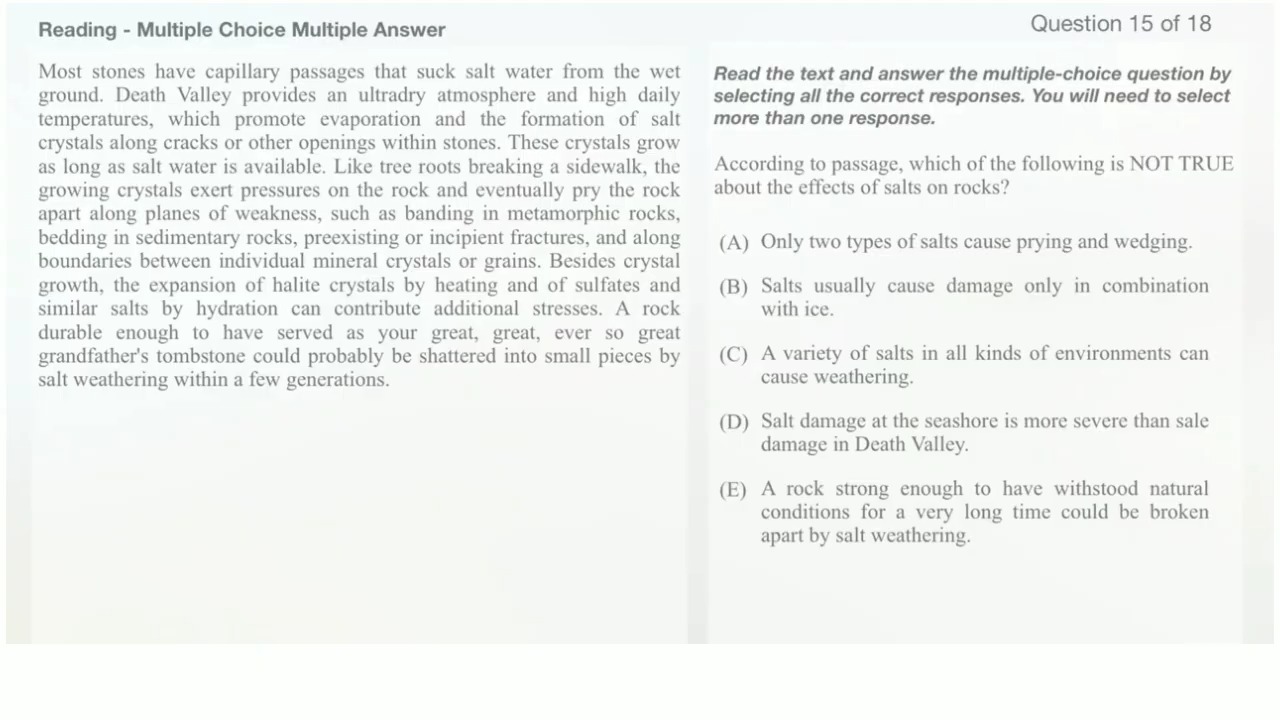 Reading - Multiple Choice Multiple Answer
Question 15 of 18
Most stones have capillary passages that suck salt water from the wet
ground. Death Valley provides an ultradry atmosphere and high daily
temperatures, which promote evaporation and the formation of salt
crystals along cracks or other openings within stones. These crystals grow
as long as salt water is available. Like tree roots breaking a sidewalk, the
growing crystals exert pressures on the rock and eventually pry the rock
apart along planes of weakness, such as banding in metamorphic rocks,
bedding in sedimentary rocks, preexisting or incipient fractures, and along
boundaries between individual mineral crystals or grains. Besides crystal
growth, the expansion of halite crystals by heating and of sulfates and
similar salts by hydration can contribute additional stresses. A rock
durable enough to have served as your great, great, ever so great
grandfather's tombstone could probably be shattered into small pieces by
salt weathering within a few generations.
Read the text and answer the multiple-choice question by
selecting all the correct responses. You will need to select
more than one response.
According to passage, which of the following is NOT TRUE
about the effects of salts on rocks?
(A) Only two types of salts cause prying and wedging.
(B) Salts usually cause damage only in combination
with ice.
(C) A variety of salts in all kinds of environments can
cause weathering.
(D) Salt damage at the seashore is more severe than sale
damage in Death Valley.
(E) A rock strong enough to have withstood natural
conditions for a very long time could be broken
apart by salt weathering.